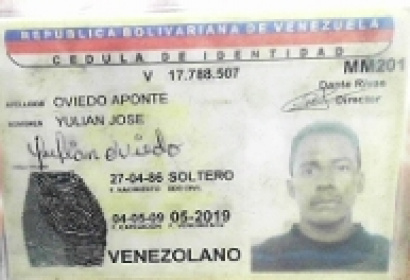 REPUBLICA BOLIVARIANA DE VENEZUELA
CEDULA DE IDENTIDAD
V 17.788.507 MM201
Dante Rivas
Director
APELLIDOS OVIEDO APONTE
NOMBRES YULIAN JOSE
Yulian oviedo
27-04-86 SOLTERO
F. NACIMIENTO EDO CIVIL
04-05-09 05-2019
F. EXPEDICION F. VENCIMIENTO
VENEZOLANO